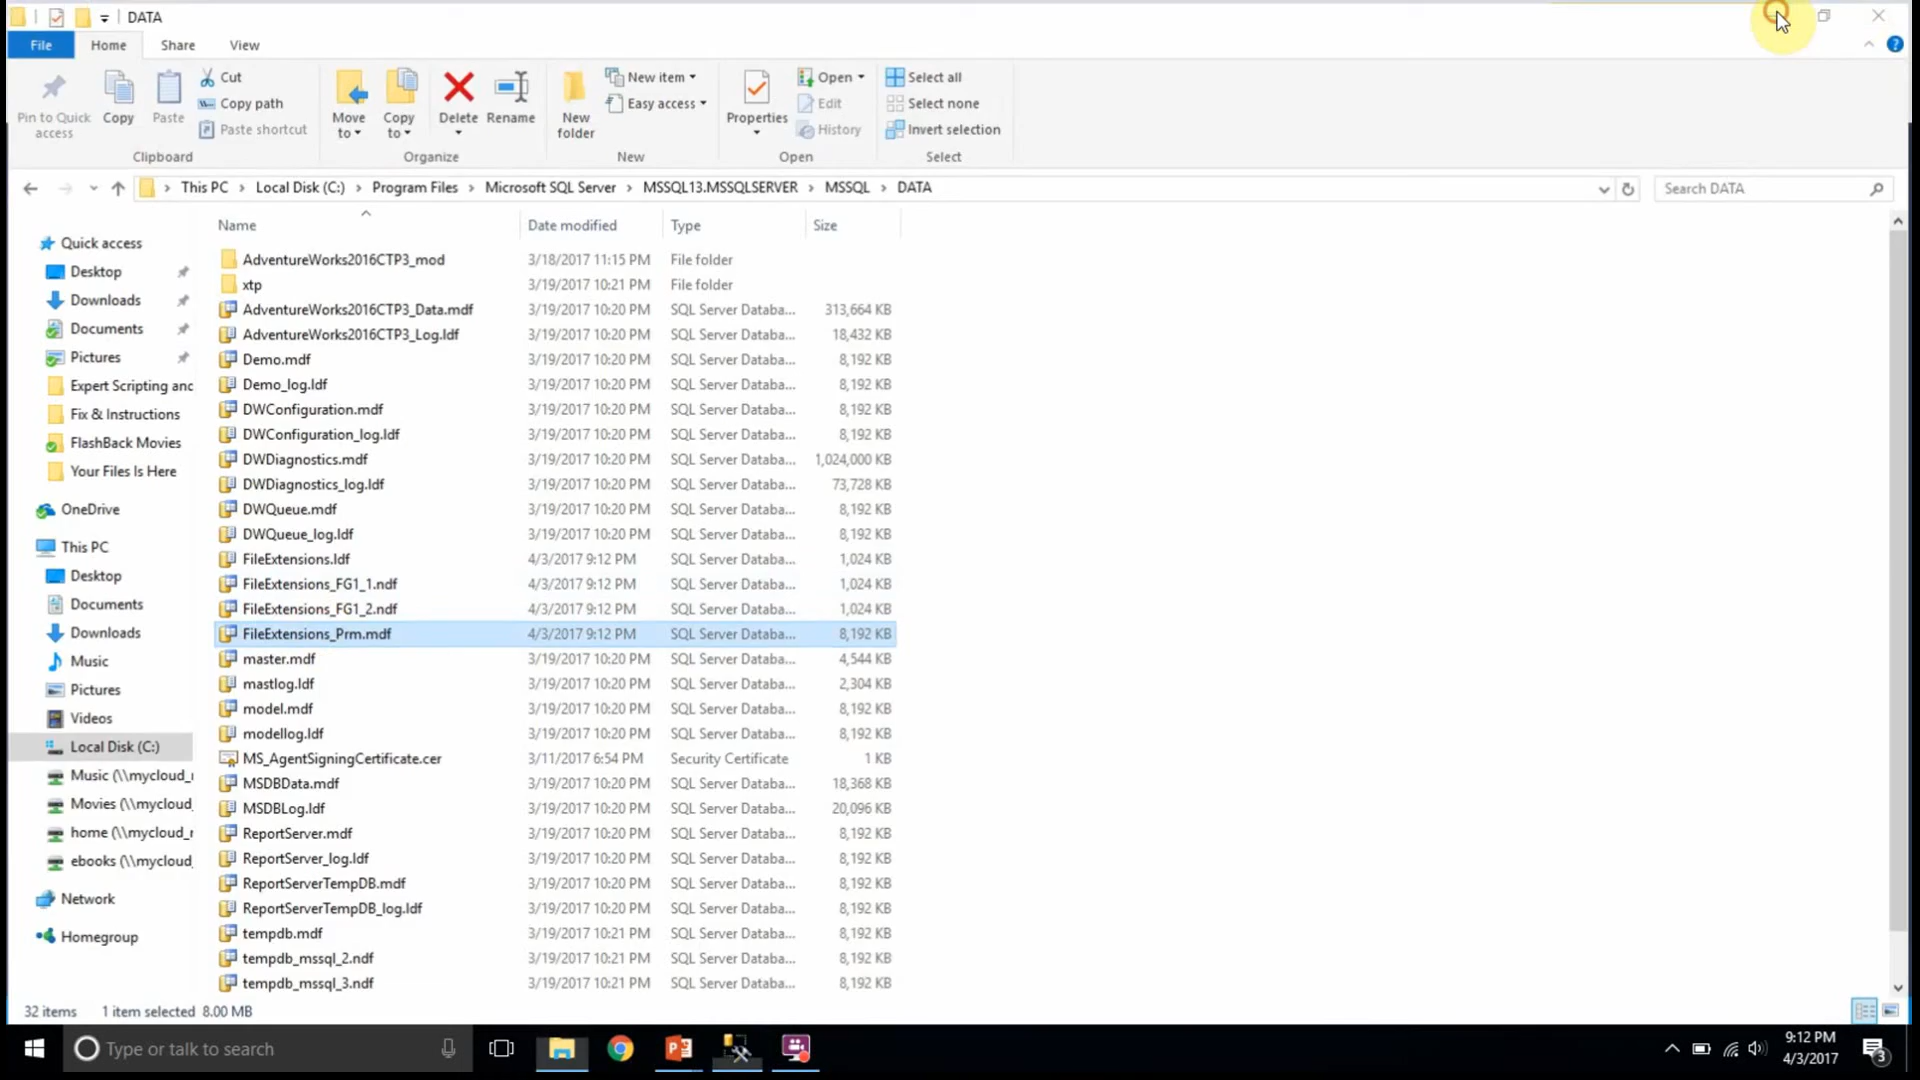 DATA
File Home Share View
Pin to Quick access
Copy
Paste
Cut
Copy path
Paste shortcut
Clipboard
Move to
Copy to
Delete
Rename
Organize
New folder
New item
Easy access
New
Properties
Open
Edit
History
Open
Select all
Select none
Invert selection
Select
This PC > Local Disk (C:) > Program Files > Microsoft SQL Server > MSSQL13.MSSQLSERVER > MSSQL > DATA
Search DATA
Quick access
Desktop
Downloads
Documents
Pictures
Expert Scripting and
Fix & Instructions
FlashBack Movies
Your Files Is Here
OneDrive
This PC
Desktop
Documents
Downloads
Music
Pictures
Videos
Local Disk (C:)
Music (\\mycloud_
Movies (\\mycloud_
home (\\mycloud_
ebooks (\\mycloud_
Network
Homegroup
Name Date modified Type Size
AdventureWorks2016CTP3_mod 3/18/2017 11:15 PM File folder
xtp 3/19/2017 10:21 PM File folder
AdventureWorks2016CTP3_Data.mdf 3/19/2017 10:20 PM SQL Server Databa... 313,664 KB
AdventureWorks2016CTP3_Log.ldf 3/19/2017 10:20 PM SQL Server Databa... 18,432 KB
Demo.mdf 3/19/2017 10:20 PM SQL Server Databa... 8,192 KB
Demo_log.ldf 3/19/2017 10:20 PM SQL Server Databa... 8,192 KB
DWConfiguration.mdf 3/19/2017 10:20 PM SQL Server Databa... 8,192 KB
DWConfiguration_log.ldf 3/19/2017 10:20 PM SQL Server Databa... 8,192 KB
DWDiagnostics.mdf 3/19/2017 10:20 PM SQL Server Databa... 1,024,000 KB
DWDiagnostics_log.ldf 3/19/2017 10:20 PM SQL Server Databa... 73,728 KB
DWQueue.mdf 3/19/2017 10:20 PM SQL Server Databa... 8,192 KB
DWQueue_log.ldf 3/19/2017 10:20 PM SQL Server Databa... 8,192 KB
FileExtensions.ldf 4/3/2017 9:12 PM SQL Server Databa... 1,024 KB
FileExtensions_FG1_1.ndf 4/3/2017 9:12 PM SQL Server Databa... 1,024 KB
FileExtensions_FG1_2.ndf 4/3/2017 9:12 PM SQL Server Databa... 1,024 KB
FileExtensions_Prm.mdf 4/3/2017 9:12 PM SQL Server Databa... 8,192 KB
master.mdf 3/19/2017 10:20 PM SQL Server Databa... 4,544 KB
mastlog.ldf 3/19/2017 10:20 PM SQL Server Databa... 2,304 KB
model.mdf 3/19/2017 10:20 PM SQL Server Databa... 8,192 KB
modellog.ldf 3/19/2017 10:20 PM SQL Server Databa... 8,192 KB
MS_AgentSigningCertificate.cer 3/11/2017 6:54 PM Security Certificate 1 KB
MSDBData.mdf 3/19/2017 10:20 PM SQL Server Databa... 18,368 KB
MSDBLog.ldf 3/19/2017 10:20 PM SQL Server Databa... 20,096 KB
ReportServer.mdf 3/19/2017 10:20 PM SQL Server Databa... 8,192 KB
ReportServer_log.ldf 3/19/2017 10:20 PM SQL Server Databa... 8,192 KB
ReportServerTempDB.mdf 3/19/2017 10:20 PM SQL Server Databa... 8,192 KB
ReportServerTempDB_log.ldf 3/19/2017 10:20 PM SQL Server Databa... 8,192 KB
tempdb.mdf 3/19/2017 10:21 PM SQL Server Databa... 8,192 KB
tempdb_mssql_2.ndf 3/19/2017 10:21 PM SQL Server Databa... 8,192 KB
tempdb_mssql_3.ndf 3/19/2017 10:21 PM SQL Server Databa... 8,192 KB
32 items 1 item selected 8.00 MB
Type or talk to search
9:12 PM
4/3/2017
3